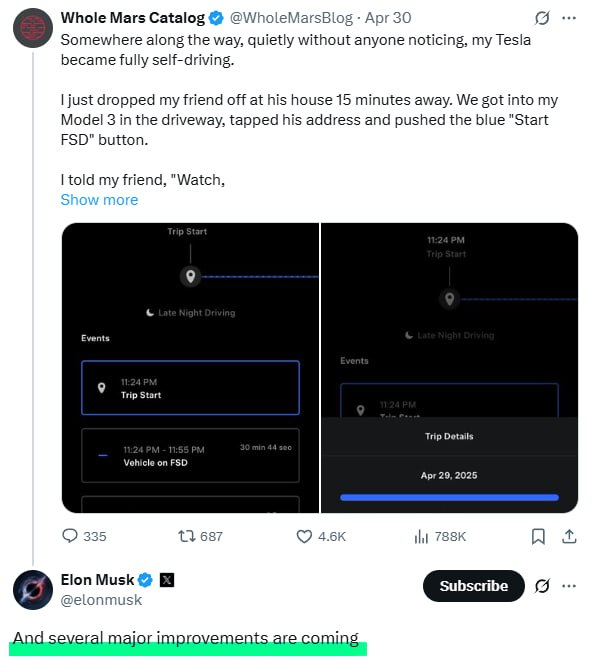 Whole Mars Catalog @WholeMarsBlog · Apr 30
Somewhere along the way, quietly without anyone noticing, my Tesla
became fully self-driving.
I just dropped my friend off at his house 15 minutes away. We got into my
Model 3 in the driveway, tapped his address and pushed the blue "Start
FSD" button.
I told my friend, "Watch,
Show more
Trip Start
Late Night Driving
Events
11:24 PM
Trip Start
11:24 PM - 11:55 PM
30 min 44 sec
Vehicle on FSD
11:24 PM
Trip Start
Late Night Driving
Events
11:24 PM
Trip Start
Trip Details
Apr 29, 2025
335
687
4.6K
788K
Elon Musk
@elonmusk
Subscribe
And several major improvements are coming